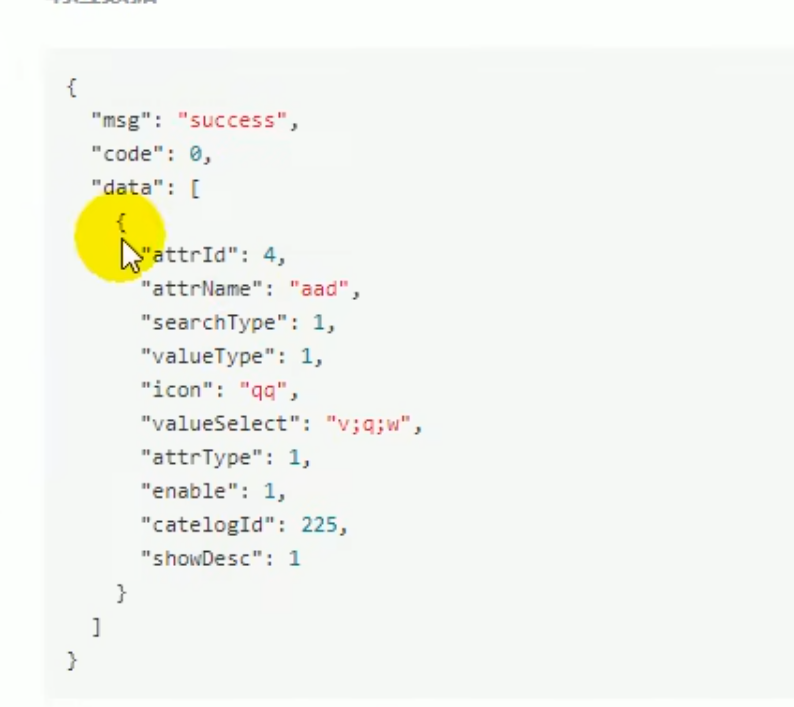 {
"msg": "success",
"code": 0,
"data": [
{
"attrId": 4,
"attrName": "aad",
"searchType": 1,
"valueType": 1,
"icon": "qq",
"valueSelect": "v;q;w",
"attrType": 1,
"enable": 1,
"catelogId": 225,
"showDesc": 1
}
]
}